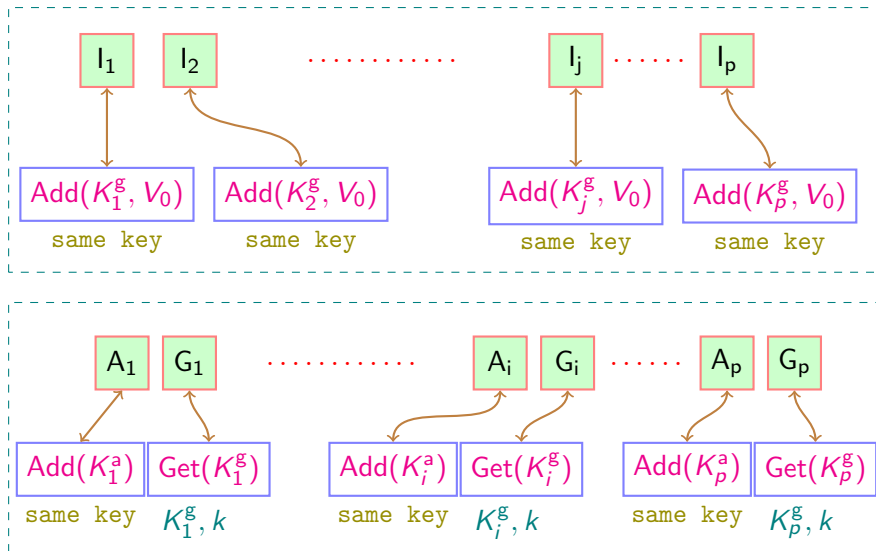 I₁ I₂ ............ Iⱼ ...... Iₚ
Add(K₁ᵍ, V₀) Add(K₂ᵍ, V₀) Add(Kⱼᵍ, V₀) Add(Kₚᵍ, V₀)
same key same key same key same key
A₁ G₁ ............ Aᵢ Gᵢ ...... Aₚ Gₚ
Add(K₁ᵃ) Get(K₁ᵍ) Add(Kᵢᵃ) Get(Kᵢᵍ) Add(Kₚᵃ) Get(Kₚᵍ)
same key K₁ᵍ, k same key Kᵢᵍ, k same key Kₚᵍ, k